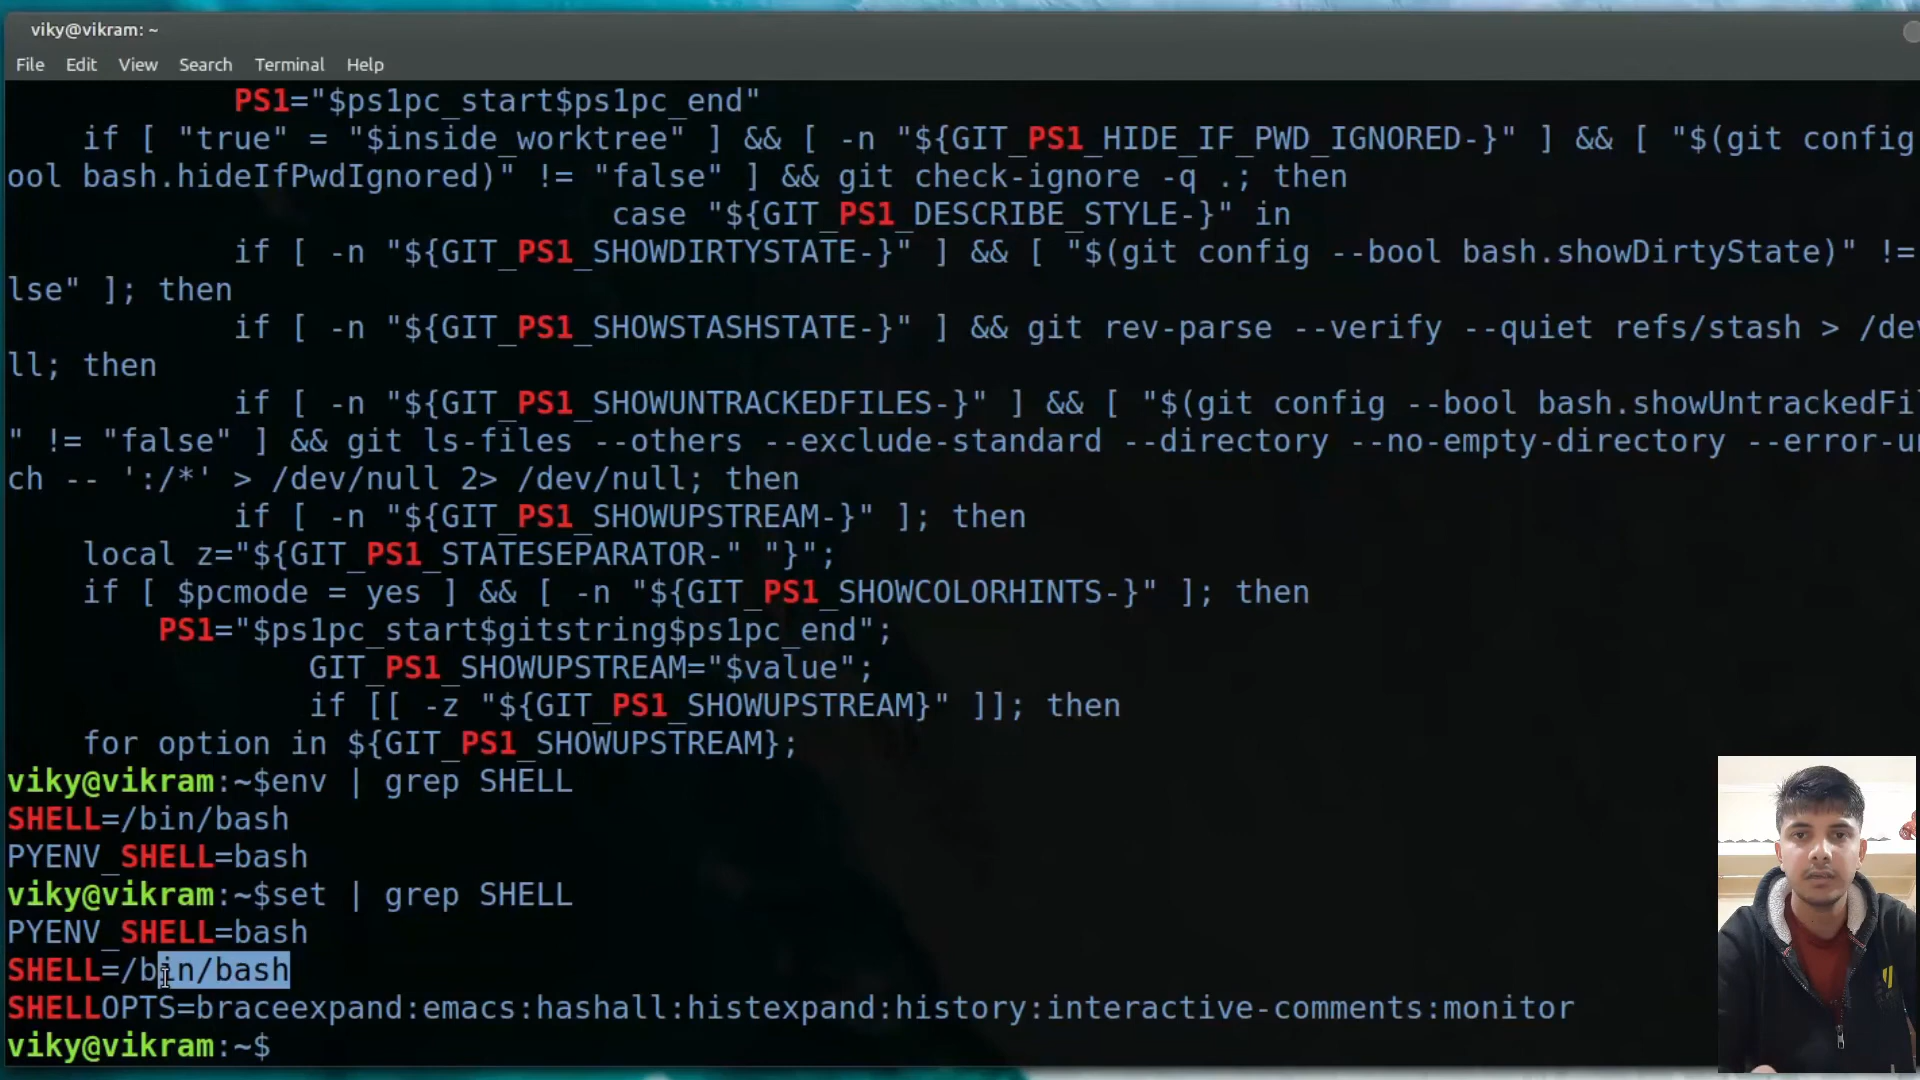 viky@vikram: ~
File Edit View Search Terminal Help
PS1="$ps1pc_start$ps1pc_end"
if [ "true" = "$inside_worktree" ] && [ -n "${GIT_PS1_HIDE_IF_PWD_IGNORED-}" ] && [ "$(git config
ool bash.hideIfPwdIgnored)" != "false" ] && git check-ignore -q .; then
case "${GIT_PS1_DESCRIBE_STYLE-}" in
if [ -n "${GIT_PS1_SHOWDIRTYSTATE-}" ] && [ "$(git config --bool bash.showDirtyState)" !=
lse" ]; then
if [ -n "${GIT_PS1_SHOWSTASHSTATE-}" ] && git rev-parse --verify --quiet refs/stash > /dev
ll; then
if [ -n "${GIT_PS1_SHOWUNTRACKEDFILES-}" ] && [ "$(git config --bool bash.showUntrackedFi
" != "false" ] && git ls-files --others --exclude-standard --directory --no-empty-directory --error-un
ch -- ':/*' > /dev/null 2> /dev/null; then
if [ -n "${GIT_PS1_SHOWUPSTREAM-}" ]; then
local z="${GIT_PS1_STATESEPARATOR-" "}";
if [ $pcmode = yes ] && [ -n "${GIT_PS1_SHOWCOLORHINTS-}" ]; then
PS1="$ps1pc_start$gitstring$ps1pc_end";
GIT_PS1_SHOWUPSTREAM="$value";
if [[ -z "${GIT_PS1_SHOWUPSTREAM}" ]]; then
for option in ${GIT_PS1_SHOWUPSTREAM};
viky@vikram:~$env | grep SHELL
SHELL=/bin/bash
PYENV_SHELL=bash
viky@vikram:~$set | grep SHELL
PYENV_SHELL=bash
SHELL=/bin/bash
SHELLOPTS=braceexpand:emacs:hashall:histexpand:history:interactive-comments:monitor
viky@vikram:~$